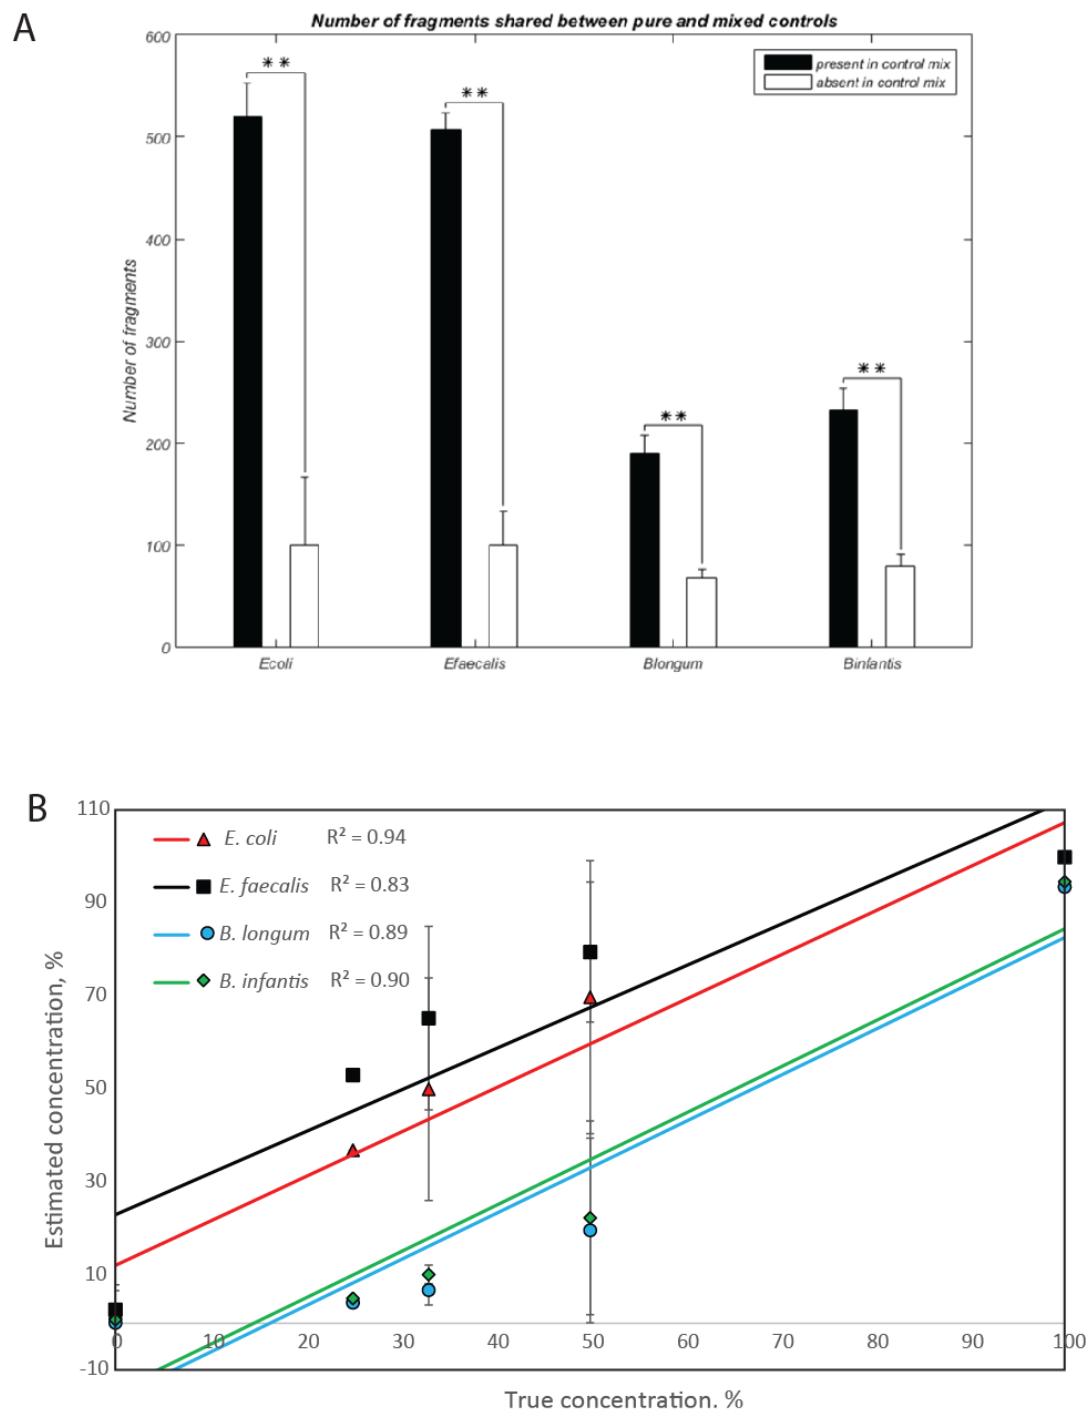 A
Number of fragments shared between pure and mixed controls
600
500
400
300
200
100
0
Number of fragments
** 
**
**
**
present in control mix
absent in control mix
Ecoli Efaecalis Blongum Binfantis
B
110
90
70
50
30
10
-10
Estimated concentration, %
E. coli R² = 0.94
E. faecalis R² = 0.83
B. longum R² = 0.89
B. infantis R² = 0.90
0 10 20 30 40 50 60 70 80 90 100
True concentration. %